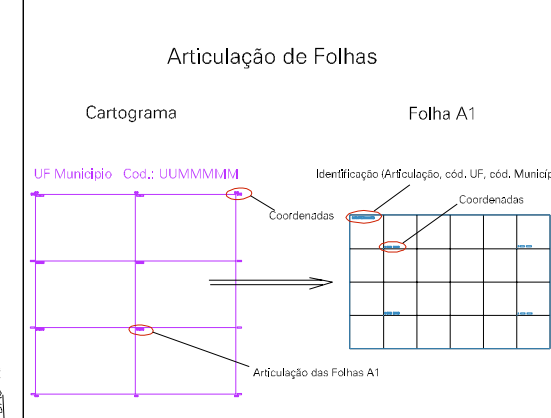 Articulação de Folhas
Cartograma
Folha A1
UF Municipio Cod.: UUMMMMM
Identificação (Articulação, cód. UF, cód. Municíp
Coordenadas
Coordenadas
Articulação das Folhas A1